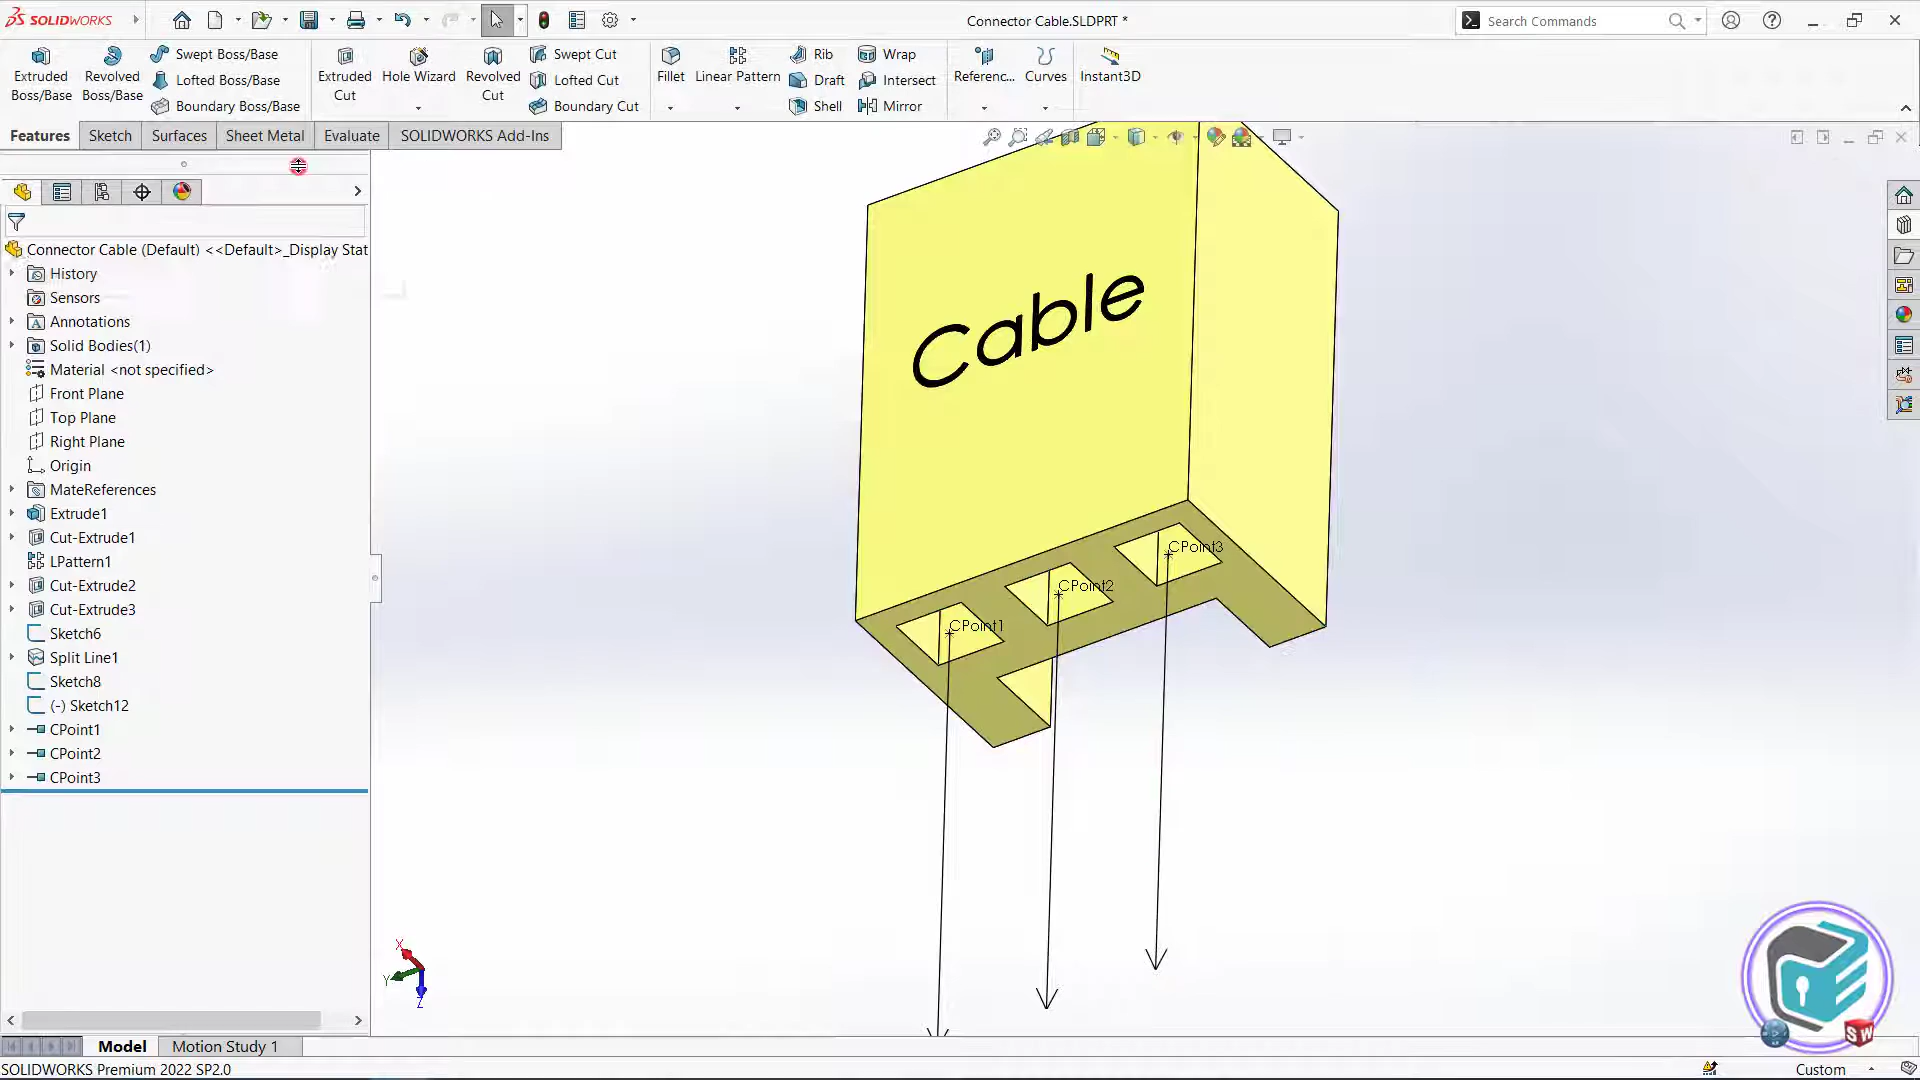 SOLIDWORKS
Connector Cable.SLDPRT *
Search Commands
Extruded Boss/Base
Revolved Boss/Base
Swept Boss/Base
Lofted Boss/Base
Boundary Boss/Base
Extruded Cut
Hole Wizard
Revolved Cut
Swept Cut
Lofted Cut
Boundary Cut
Fillet
Linear Pattern
Rib
Draft
Shell
Wrap
Intersect
Mirror
Referenc...
Curves
Instant3D
Features
Sketch
Surfaces
Sheet Metal
Evaluate
SOLIDWORKS Add-Ins
Connector Cable (Default) <<Default>_Display Stat
History
Sensors
Annotations
Solid Bodies(1)
Material <not specified>
Front Plane
Top Plane
Right Plane
Origin
MateReferences
Extrude1
Cut-Extrude1
LPattern1
Cut-Extrude2
Cut-Extrude3
Sketch6
Split Line1
Sketch8
(-) Sketch12
CPoint1
CPoint2
CPoint3
Cable
CPoint3
CPoint2
CPoint1
X
Y
Z
SW
Model
Motion Study 1
SOLIDWORKS Premium 2022 SP2.0
Custom